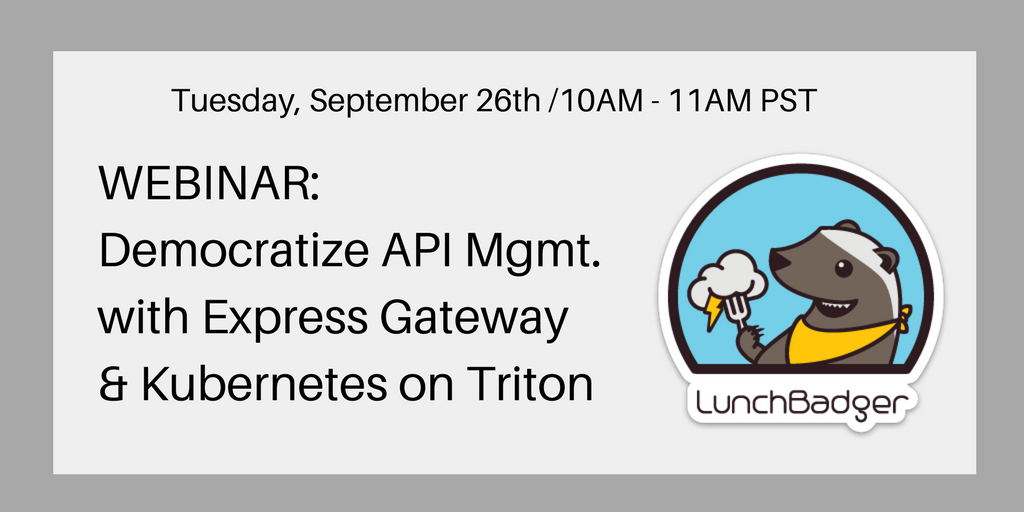 Tuesday, September 26th /10AM - 11AM PST
WEBINAR:
Democratize API Mgmt.
with Express Gateway
& Kubernetes on Triton
LunchBadger